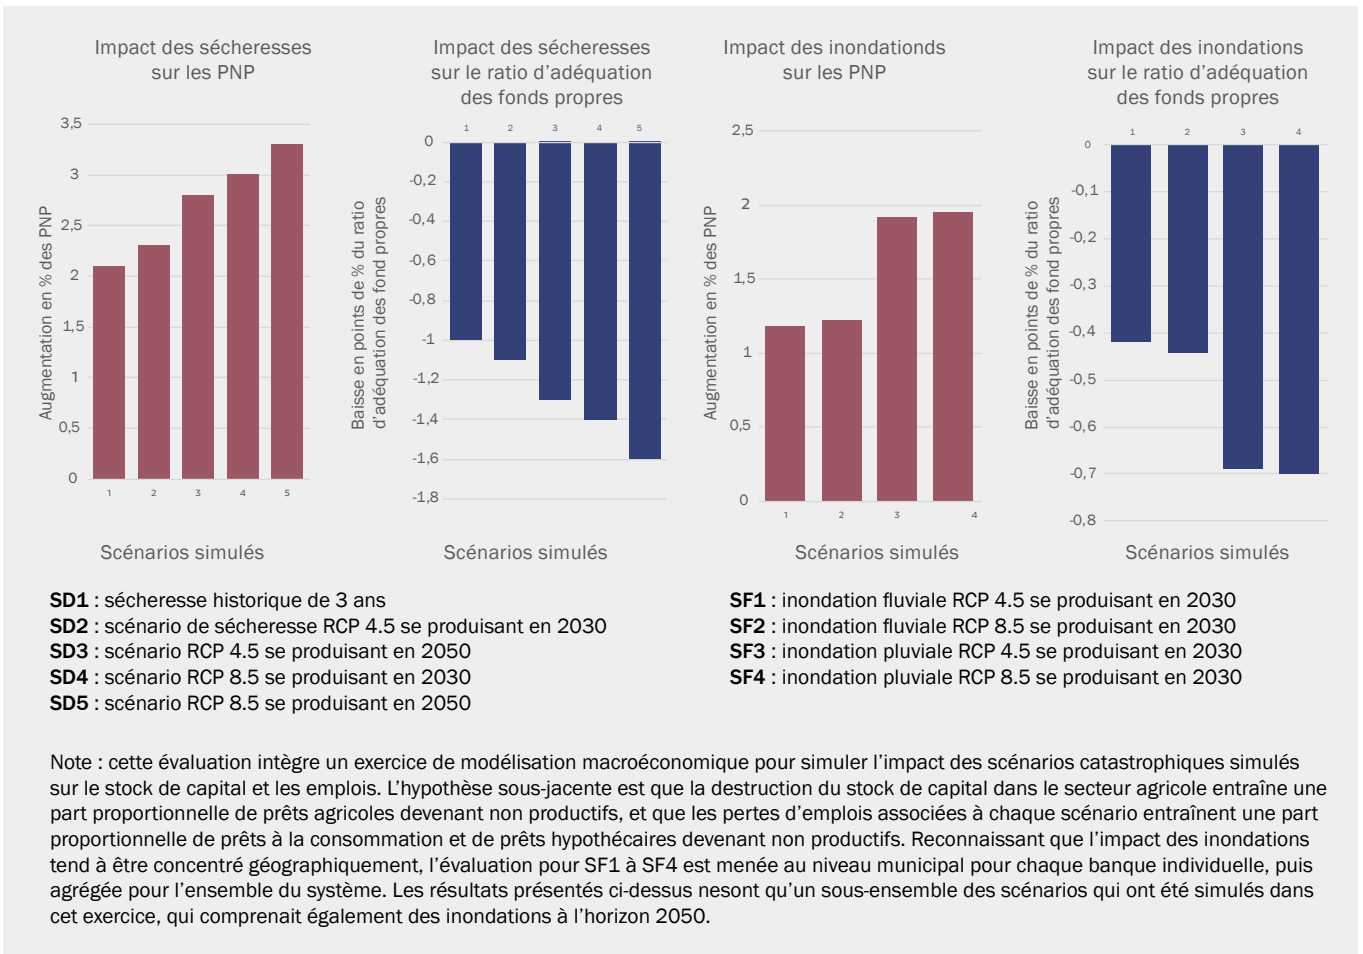 Impact des sécheresses
sur les PNP
Augmentation en % des PNP
3,5
3
2,5
2
1,5
1
0,5
0
1 2 3 4 5
Scénarios simulés
Impact des sécheresses
sur le ratio d’adéquation
des fonds propres
Baisse en points de % du ratio
d’adéquation des fond propres
1 2 3 4 5
0
-0,2
-0,4
-0,6
-0,8
-1
-1,2
-1,4
-1,6
-1,8
Scénarios simulés
Impact des inondationds
sur les PNP
Augmentation en % des PNP
2,5
2
1,5
1
0,5
0
1 2 3 4
Scénarios simulés
Impact des inondations
sur le ratio d’adéquation
des fonds propres
Baisse en points de % du ratio
d’adéquation des fond propres
1 2 3 4
0
-0,1
-0,2
-0,3
-0,4
-0,5
-0,6
-0,7
-0,8
Scénarios simulés
SD1 : sécheresse historique de 3 ans
SD2 : scénario de sécheresse RCP 4.5 se produisant en 2030
SD3 : scénario RCP 4.5 se produisant en 2050
SD4 : scénario RCP 8.5 se produisant en 2030
SD5 : scénario RCP 8.5 se produisant en 2050
SF1 : inondation fluviale RCP 4.5 se produisant en 2030
SF2 : inondation fluviale RCP 8.5 se produisant en 2030
SF3 : inondation pluviale RCP 4.5 se produisant en 2030
SF4 : inondation pluviale RCP 8.5 se produisant en 2030
Note : cette évaluation intègre un exercice de modélisation macroéconomique pour simuler l’impact des scénarios catastrophiques simulés
sur le stock de capital et les emplois. L’hypothèse sous-jacente est que la destruction du stock de capital dans le secteur agricole entraîne une
part proportionnelle de prêts agricoles devenant non productifs, et que les pertes d’emplois associées à chaque scénario entraînent une part
proportionnelle de prêts à la consommation et de prêts hypothécaires devenant non productifs. Reconnaissant que l’impact des inondations
tend à être concentré géographiquement, l’évaluation pour SF1 à SF4 est menée au niveau municipal pour chaque banque individuelle, puis
agrégée pour l’ensemble du système. Les résultats présentés ci-dessus nesont qu’un sous-ensemble des scénarios qui ont été simulés dans
cet exercice, qui comprenait également des inondations à l’horizon 2050.